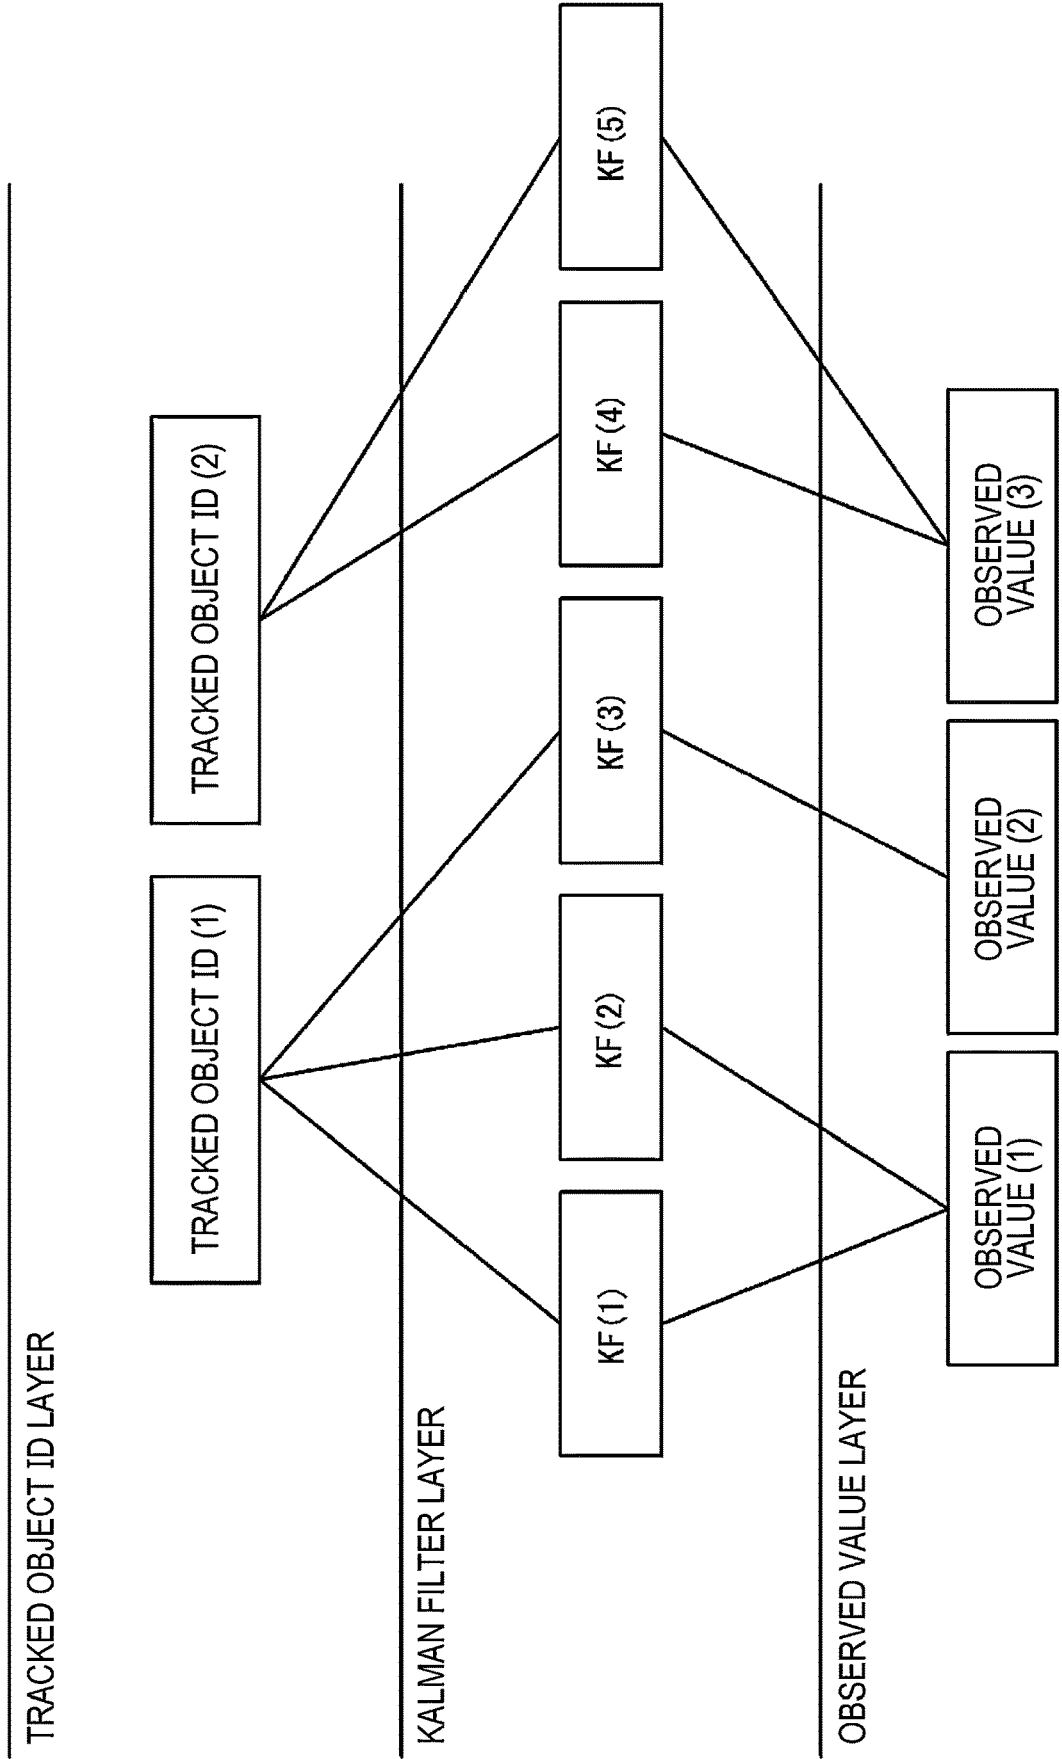 TRACKED OBJECT ID LAYER
TRACKED OBJECT ID (1)
TRACKED OBJECT ID (2)
KALMAN FILTER LAYER
KF(1)
KF(2)
KF(3)
KF(4)
KF(5)
OBSERVED VALUE LAYER
OBSERVED
VALUE (1)
OBSERVED
VALUE (2)
OBSERVED
VALUE (3)